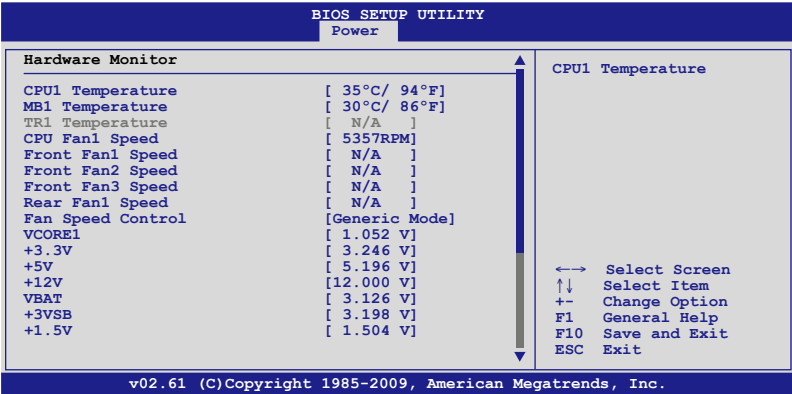 BIOS SETUP UTILITY
Power
Hardware Monitor
CPU1 Temperature [ 35°C/ 94°F]
MB1 Temperature [ 30°C/ 86°F]
TR1 Temperature [ N/A ]
CPU Fan1 Speed [ 5357RPM]
Front Fan1 Speed [ N/A ]
Front Fan2 Speed [ N/A ]
Front Fan3 Speed [ N/A ]
Rear Fan1 Speed [ N/A ]
Fan Speed Control [Generic Mode]
VCORE1 [ 1.052 V]
+3.3V [ 3.246 V]
+5V [ 5.196 V]
+12V [12.000 V]
VBAT [ 3.126 V]
+3VSB [ 3.198 V]
+1.5V [ 1.504 V]
CPU1 Temperature
←→ Select Screen
↑↓ Select Item
+- Change Option
F1 General Help
F10 Save and Exit
ESC Exit
v02.61 (C)Copyright 1985-2009, American Megatrends, Inc.